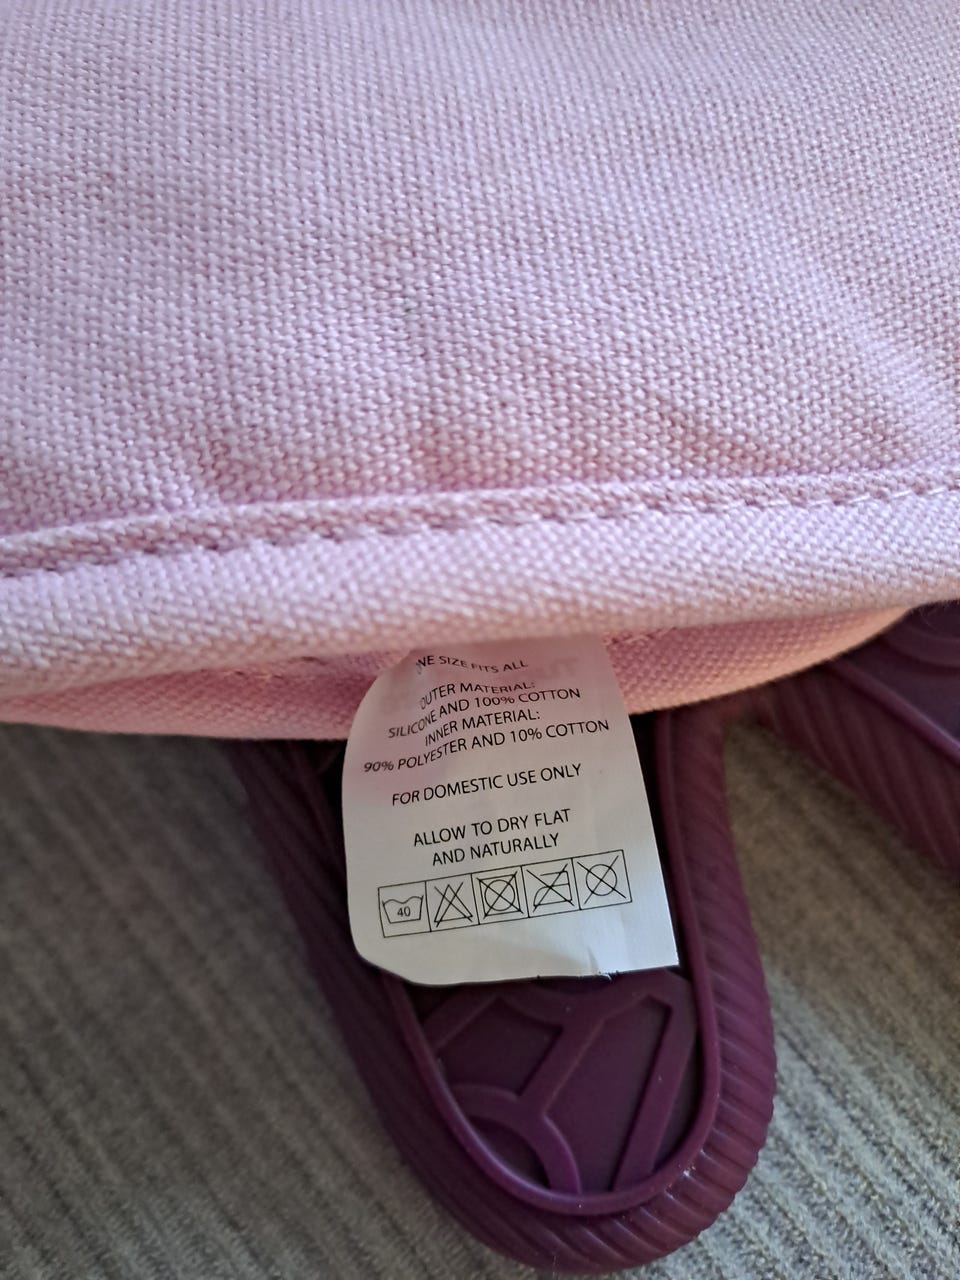 SIZE FITS ALL
OUTER MATERIAL:
SILICONE AND 100% COTTON
INNER MATERIAL:
90% POLYESTER AND 10% COTTON
FOR DOMESTIC USE ONLY
ALLOW TO DRY FLAT
AND NATURALLY
40